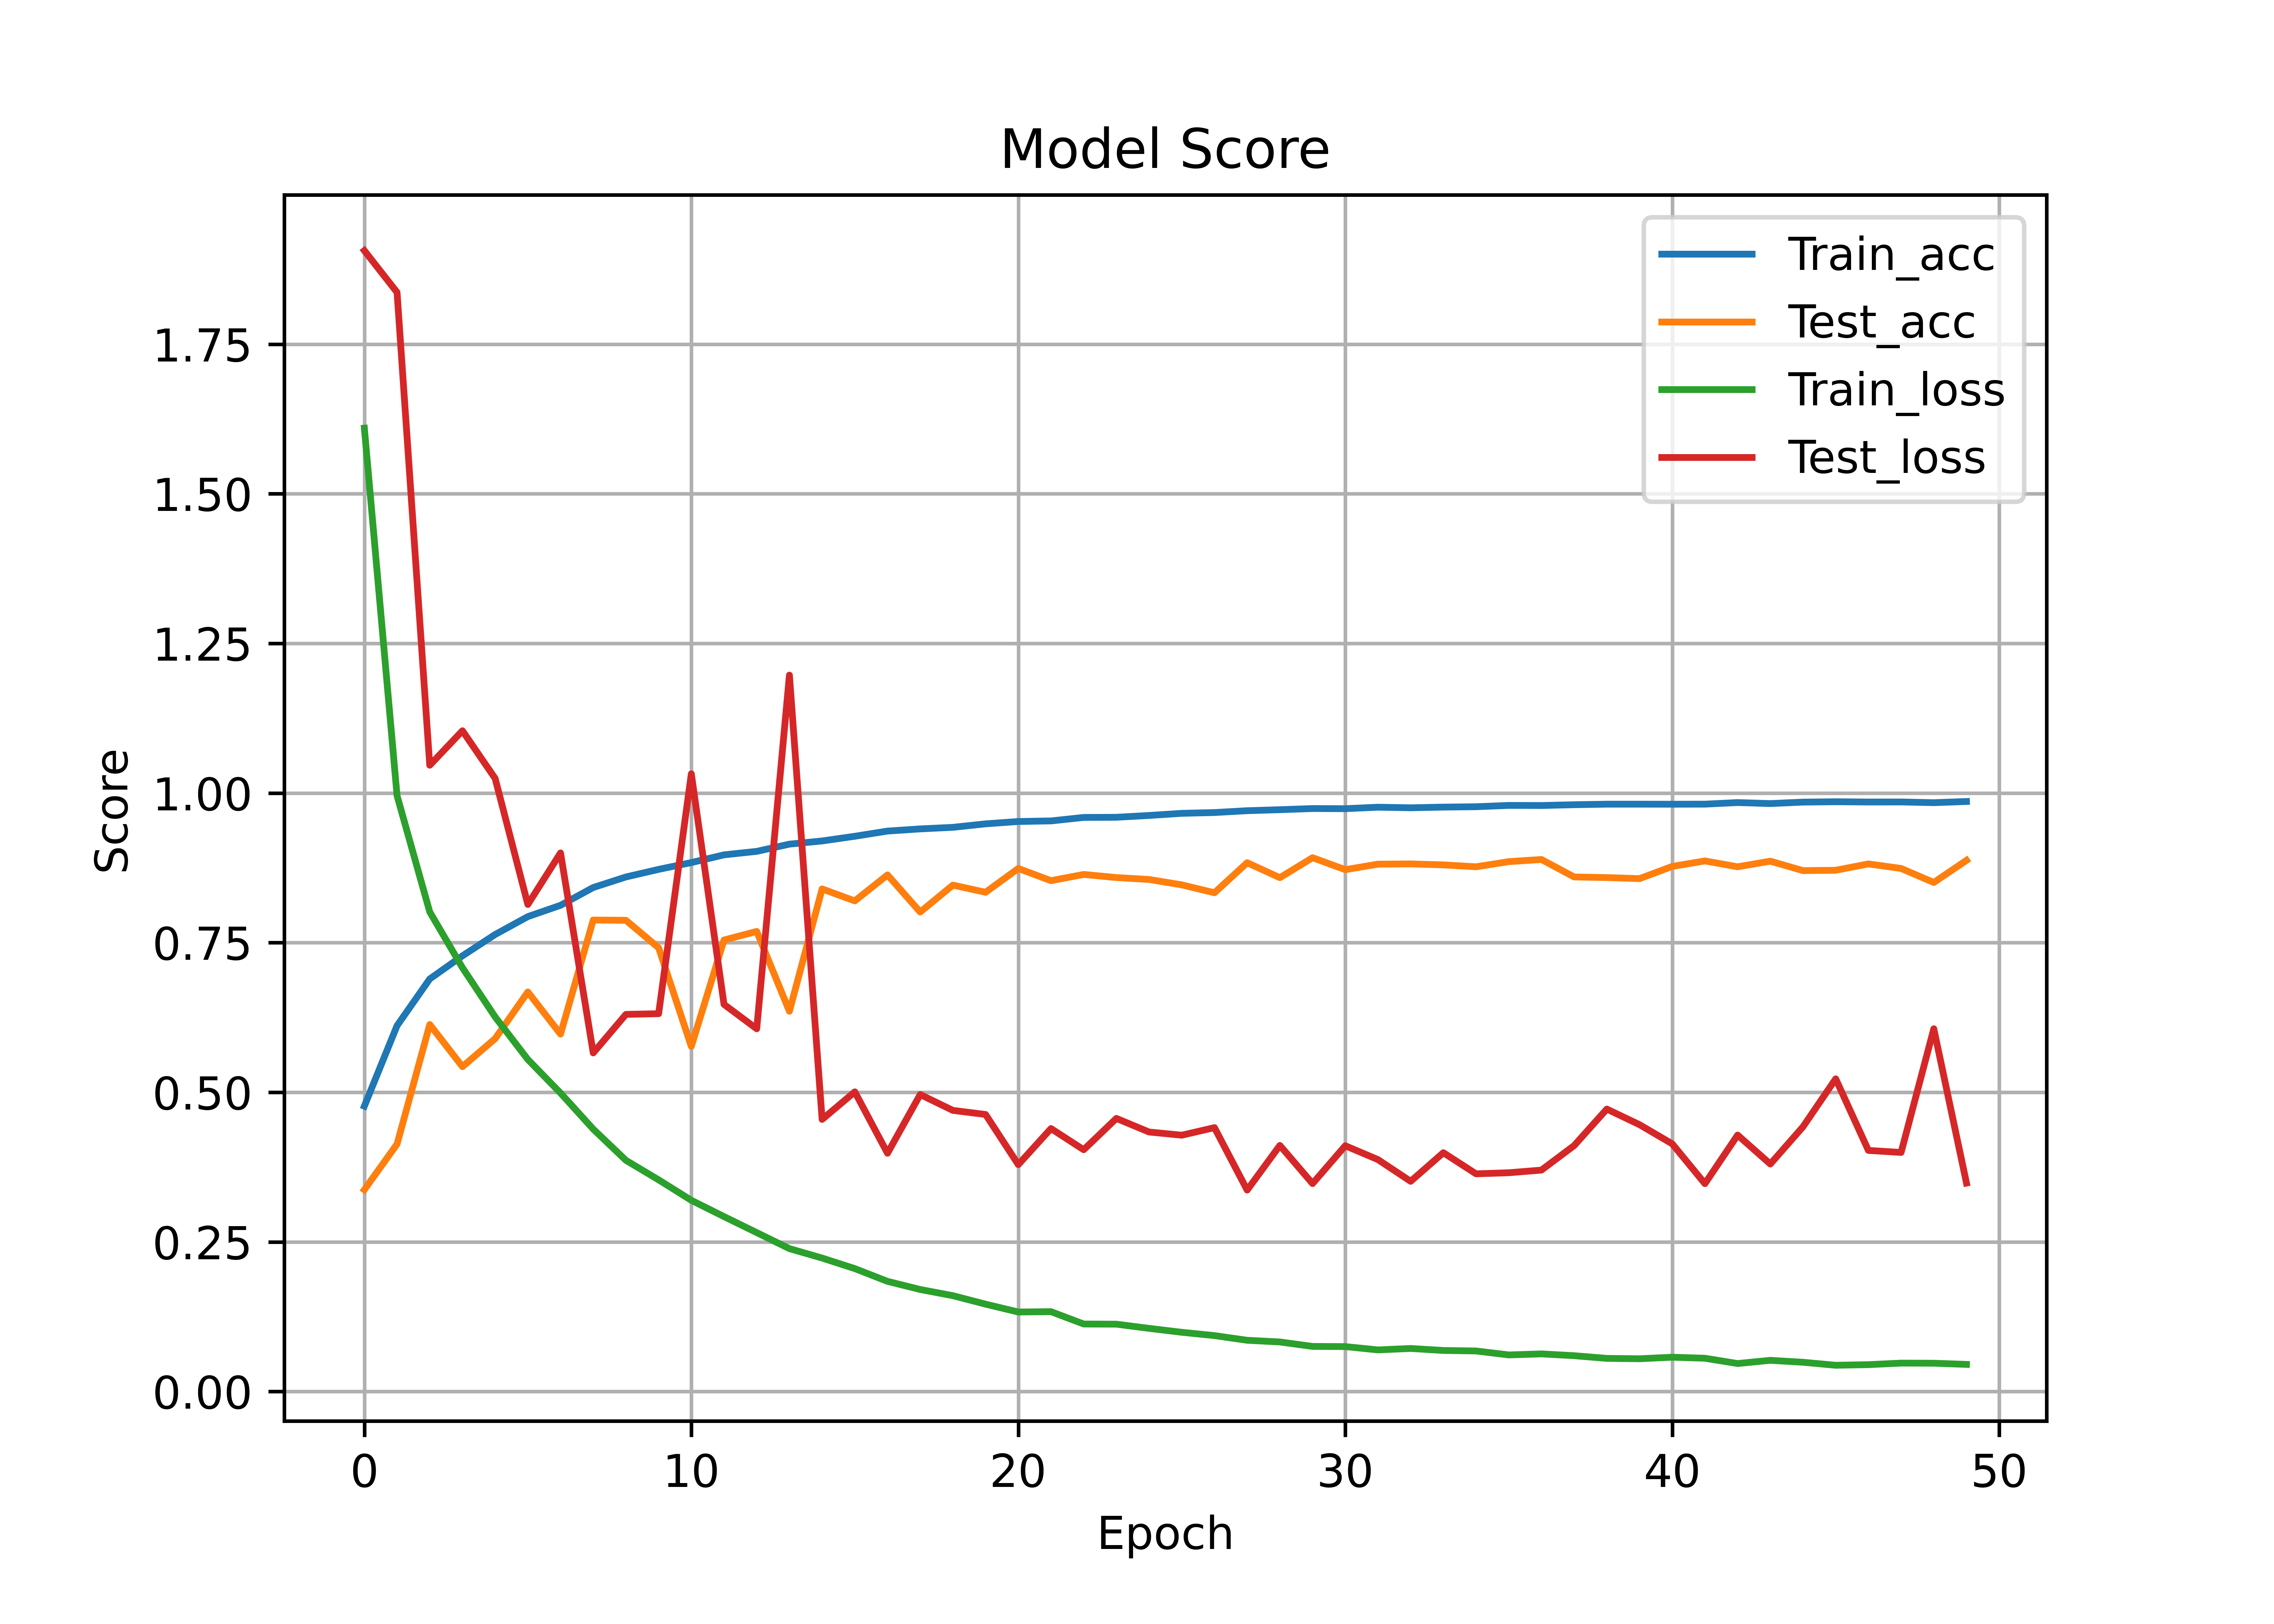 Model Score
Train_acc
Test_acc
Train_loss
Test_loss
1.75
1.50
1.25
1.00
0.75
0.50
0.25
0.00
Score
0 10 20 30 40 50
Epoch